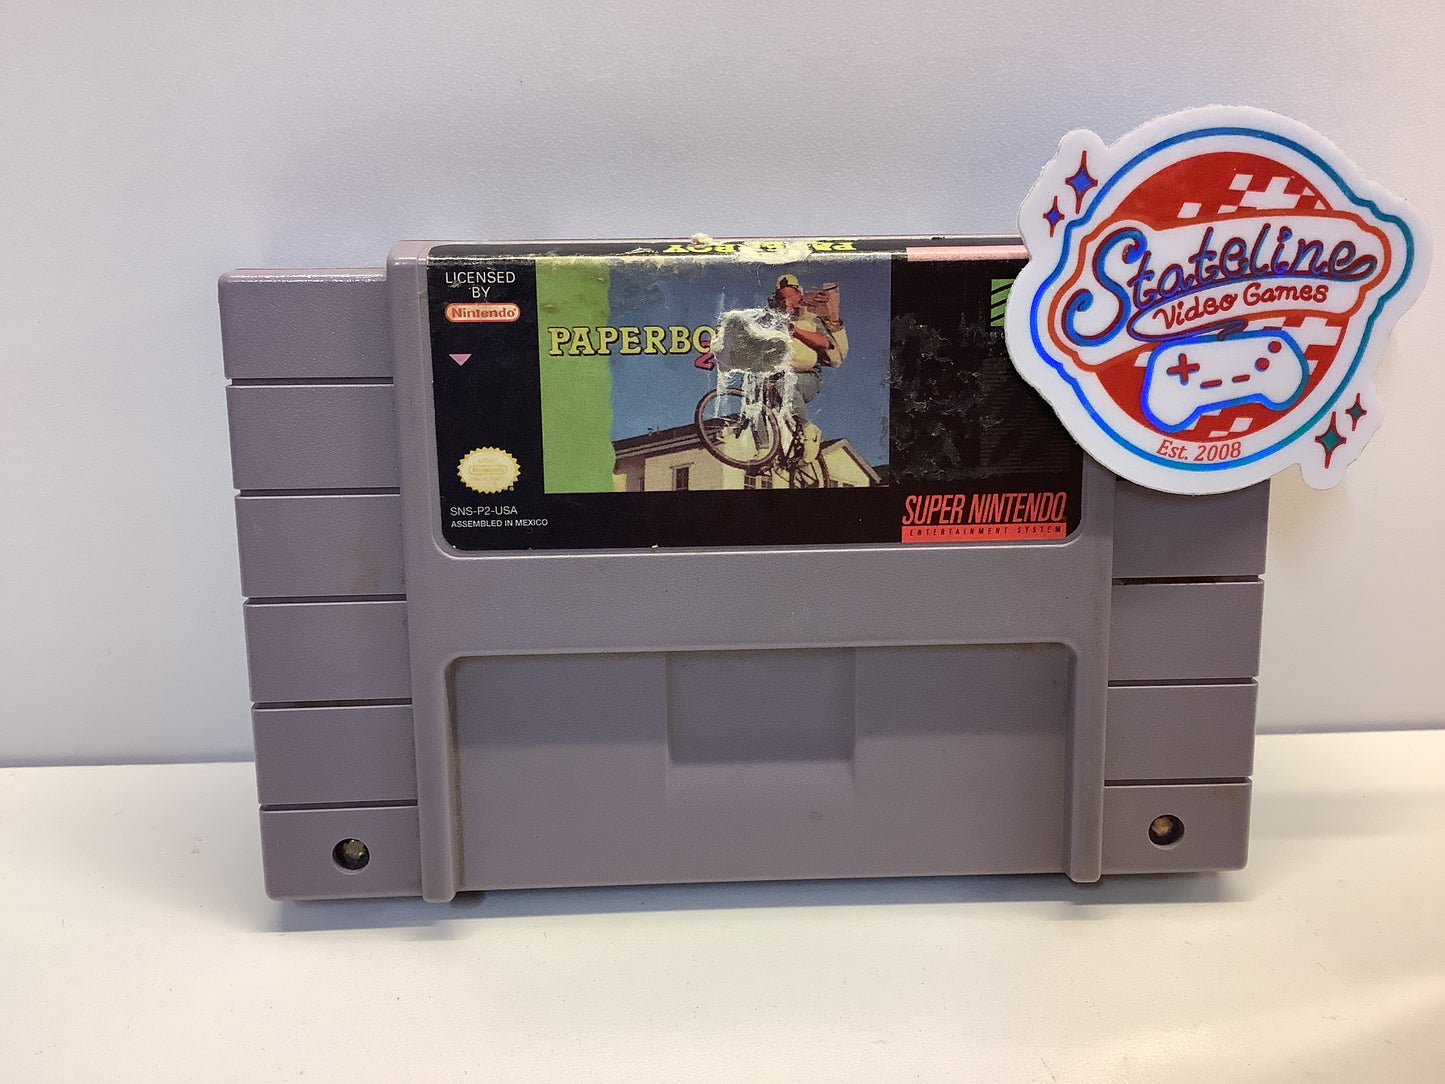 PAPERBOY
LICENSED
BY
Nintendo
PAPERBO
2
SNS-P2-USA
ASSEMBLED IN MEXICO
SUPER NINTENDO
ENTERTAINMENT SYSTEM
Stateline
Video Games
Est. 2008